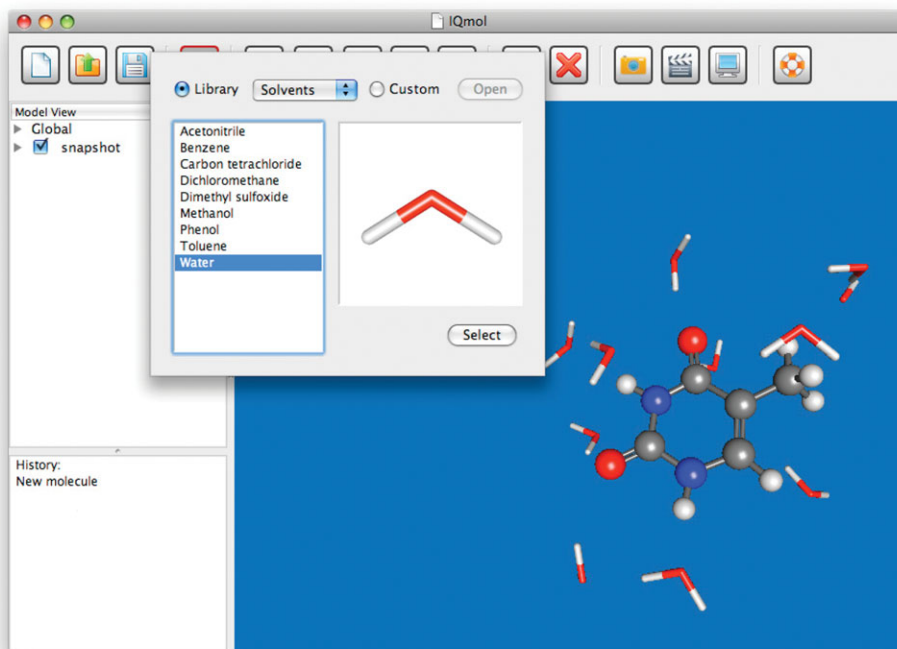 IQmol
Library
Solvents
Custom
Open
Model View
Global
snapshot
Acetonitrile
Benzene
Carbon tetrachloride
Dichloromethane
Dimethyl sulfoxide
Methanol
Phenol
Toluene
Water
Select
History:
New molecule